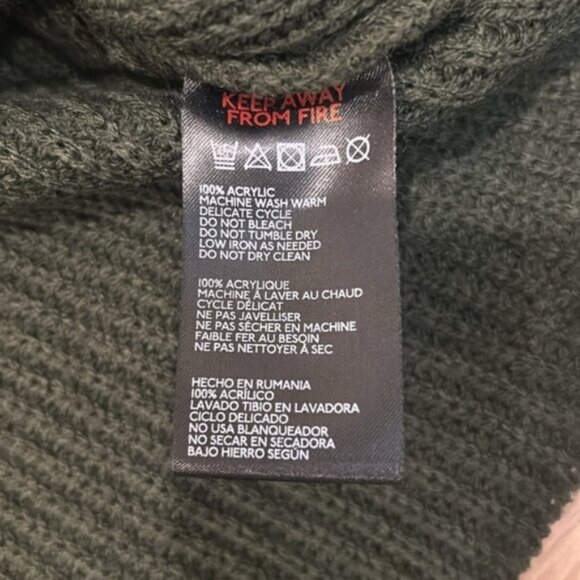 KEEP AWAY
FROM FIRE
100% ACRYLIC
MACHINE WASH WARM
DELICATE CYCLE
DO NOT BLEACH
DO NOT TUMBLE DRY
LOW IRON AS NEEDED
DO NOT DRY CLEAN
100% ACRYLIQUE
MACHINE À LAVER AU CHAUD
CYCLE DÉLICAT
NE PAS JAVELLISER
NE PAS SÉCHER EN MACHINE
FAIBLE FER AU BESOIN
NE PAS NETTOYER À SEC
HECHO EN RUMANIA
100% ACRÍLICO
LAVADO TIBIO EN LAVADORA
CICLO DELICADO
NO USA BLANQUEADOR
NO SECAR EN SECADORA
BAJO HIERRO SEGÚN